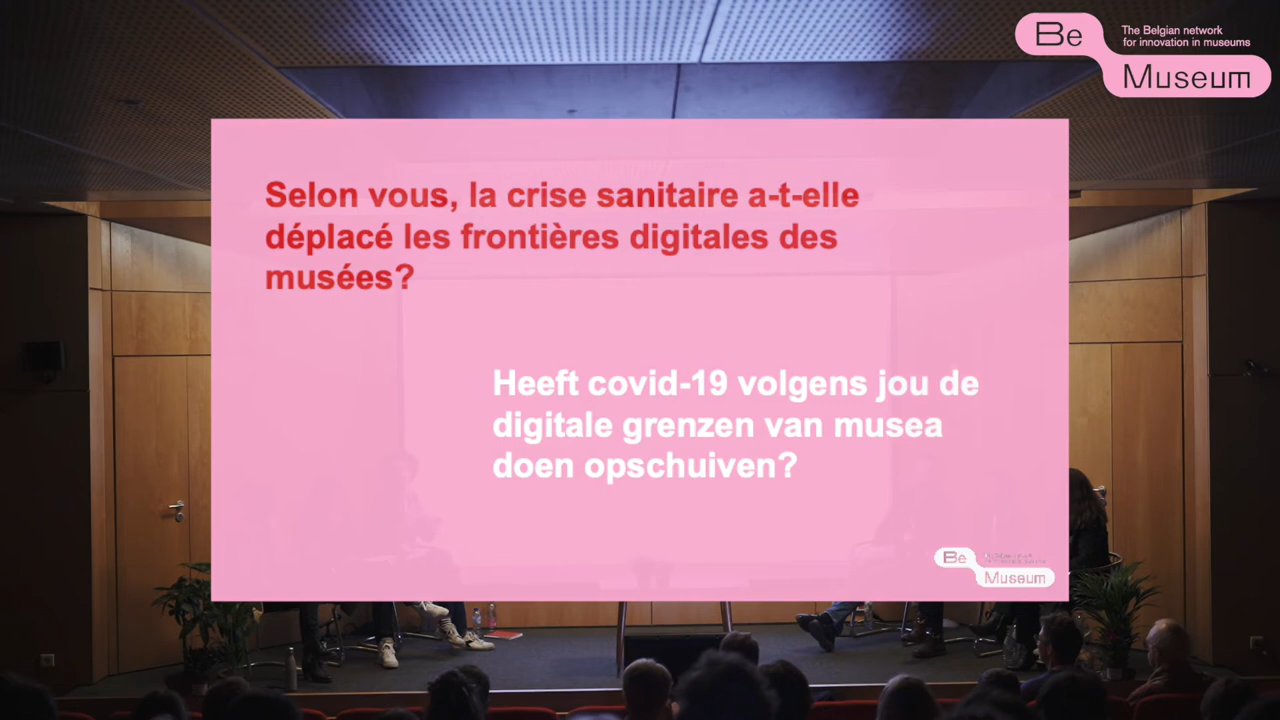 Be
The Belgian network
for innovation in museums
Museum
Selon vous, la crise sanitaire a-t-elle
déplacé les frontières digitales des
musées?
Heeft covid-19 volgens jou de
digitale grenzen van musea
doen opschuiven?
Be
Museum